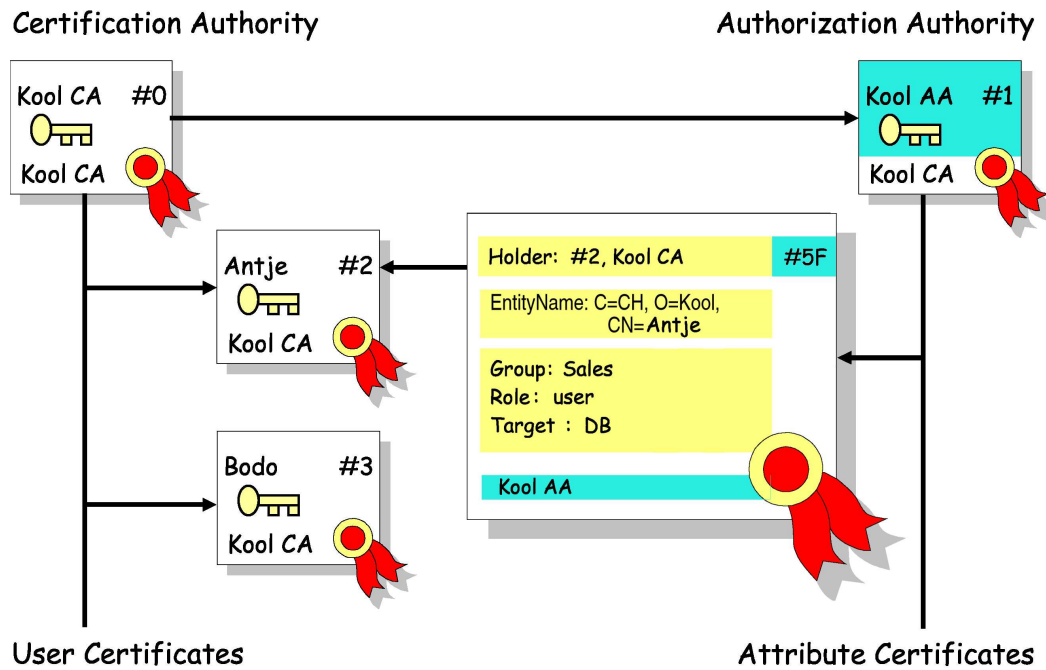 Certification Authority
Authorization Authority
Kool CA #0
Kool CA
Kool AA #1
Kool CA
Antje #2
Kool CA
Holder: #2, Kool CA
#5F
EntityName: C=CH, O=Kool,
CN=Antje
Group: Sales
Role: user
Target : DB
Kool AA
Bodo #3
Kool CA
User Certificates
Attribute Certificates